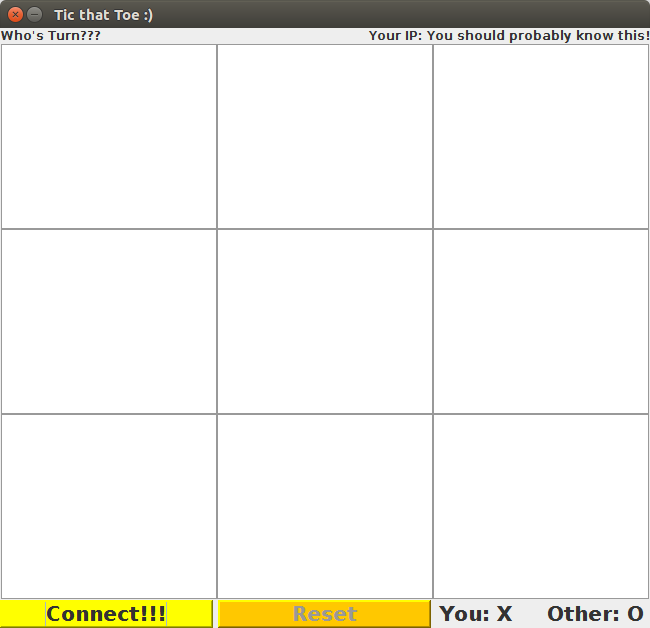 Tic that Toe :)
Who's Turn??? Your IP: You should probably know this!
Connect!!! Reset You: X Other: O